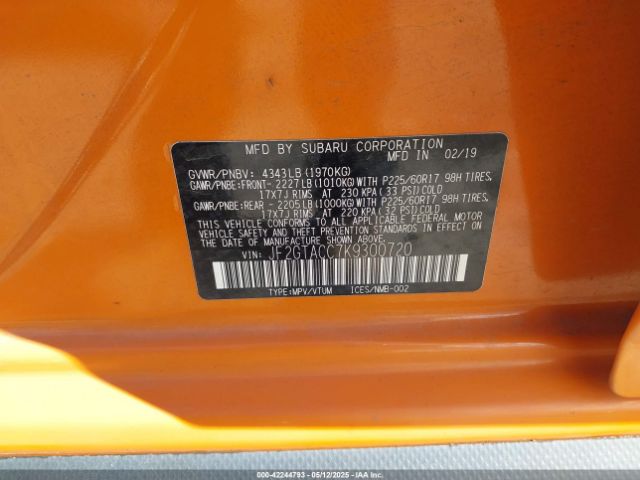 MFD BY SUBARU CORPORATION
MFD IN 02/19
GVWR/PNBV: 4343LB(1970KG)
GAWR/PNBE:FRONT- 2227LB(1010KG)WITH P225/60R17 98H TIRES,
17X7J RIMS AT 230 KPA(33 PSI)COLD
GAWR/PNBE:REAR - 2205LB(1000KG)WITH P225/60R17 98H TIRES,
17X7J RIMS AT 220 KPA(32 PSI)COLD
THIS VEHICLE CONFORMS TO ALL APPLICABLE FEDERAL MOTOR
VEHICLE SAFETY, BUMPER, AND THEFT PREVENTION STANDARDS
IN EFFECT ON THE DATE OF MANUFACTURE SHOWN ABOVE.
VIN: JF2GTACC7K9300720
TYPE:MPV/VTUM ICES/NMB-002
000-42244793 - 05/12/2025 - COPYRIGHT IAA, LLC.